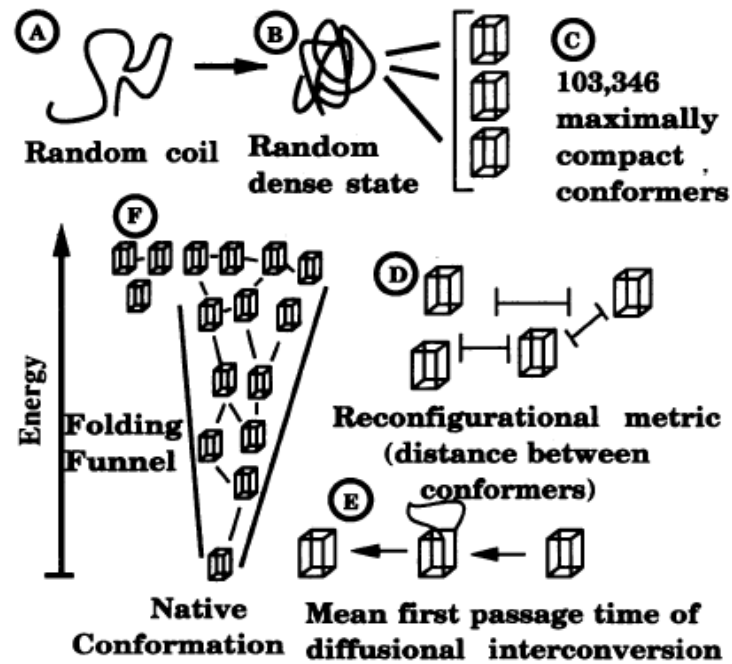 A
Random coil
B
Random
dense state
C
103,346
maximally
compact
conformers
F
Energy
Folding
Funnel
Native
Conformation
D
Reconfigurational metric
(distance between
conformers)
E
Mean first passage time of
diffusional interconversion